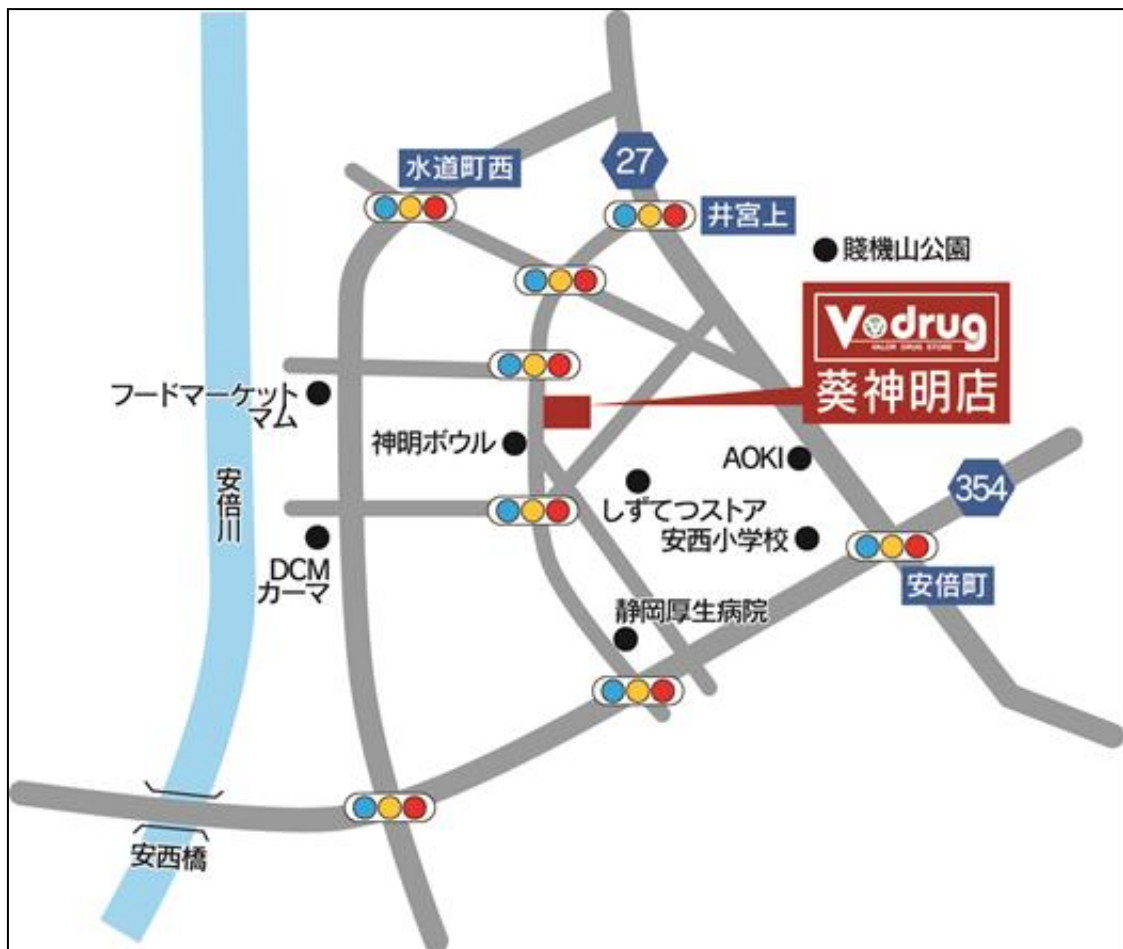 水道町西
27
井宮上
賤機山公園
V・drug
VALOR DRUG STORE
葵神明店
フードマーケット
マム
神明ボウル
AOKI
354
安倍川
しずてつストア
安西小学校
DCM
カーマ
安倍町
静岡厚生病院
安西橋